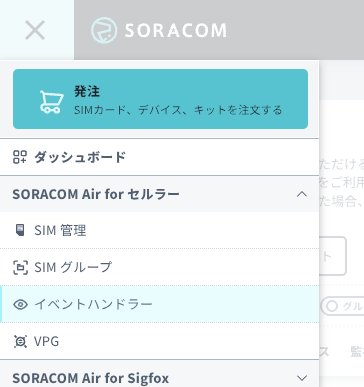 SORACOM
発注
SIMカード、デバイス、キットを注文する
ダッシュボード
SORACOM Air for セルラー
SIM 管理
SIM グループ
イベントハンドラー
VPG
SORACOM Air for Sigfox
ただける
をご利用
た場合、
ト
グル
ス 監